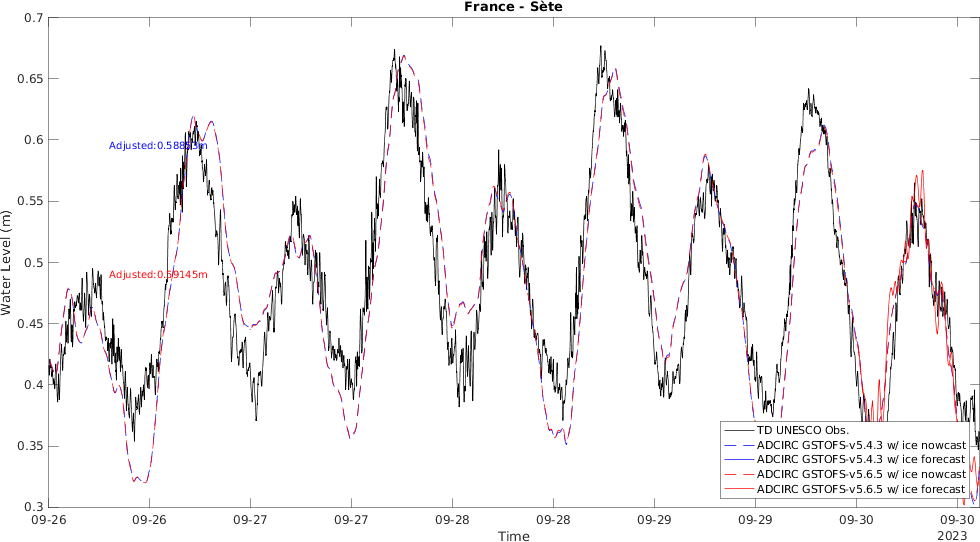 France - Sète
0.7
0.65
0.6
0.55
0.5
0.45
0.4
0.35
0.3
Water Level (m)
Adjusted:0.59145m
TD UNESCO Obs.
ADCIRC GSTOFS-v5.4.3 w/ ice nowcast
ADCIRC GSTOFS-v5.4.3 w/ ice forecast
ADCIRC GSTOFS-v5.6.5 w/ ice nowcast
ADCIRC GSTOFS-v5.6.5 w/ ice forecast
09-26 09-26 09-27 09-27 09-28 09-28 09-29 09-29 09-30 09-30
2023
Time